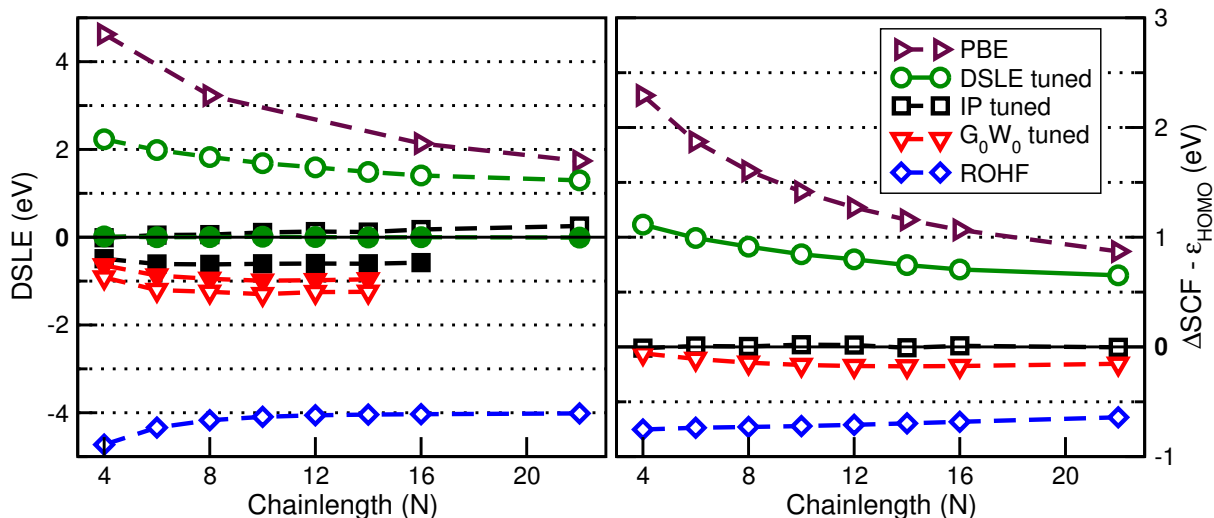 DSLE (eV)
4
2
0
-2
-4
4
8
12
16
20
Chainlength (N)
PBE
DSLE tuned
IP tuned
G₀W₀ tuned
ROHF
3
2
1
0
-1
ΔSCF - ε_HOMO (eV)
4
8
12
16
20
Chainlength (N)